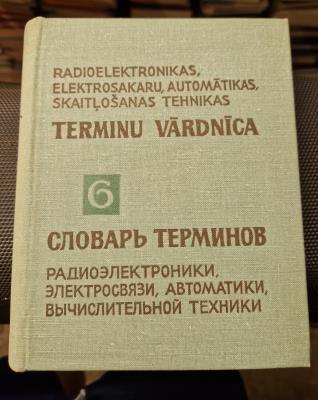 RADIOELEKTRONIKAS,
ELEKTROSAKARU, AUTOMĀTIKAS,
SKAITĻOŠANAS TEHNIKAS
TERMINU VĀRDNĪCA
6
СЛОВАРЬ ТЕРМИНОВ
РАДИОЭЛЕКТРОНИКИ,
ЭЛЕКТРОСВЯЗИ, АВТОМАТИКИ,
ВЫЧИСЛИТЕЛЬНОЙ ТЕХНИКИ